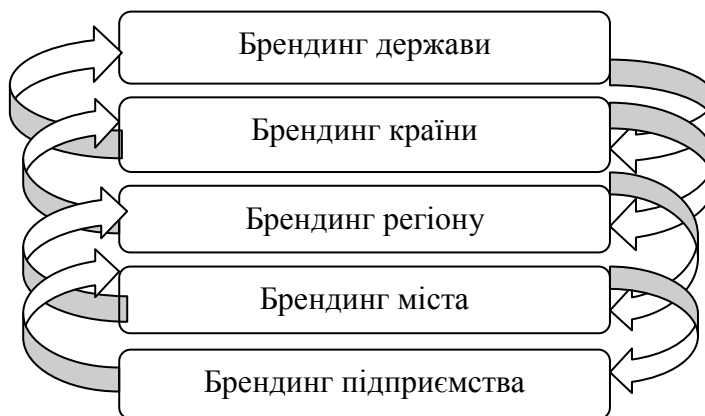 Брендинг держави
Брендинг країни
Брендинг регіону
Брендинг міста
Брендинг підприємства